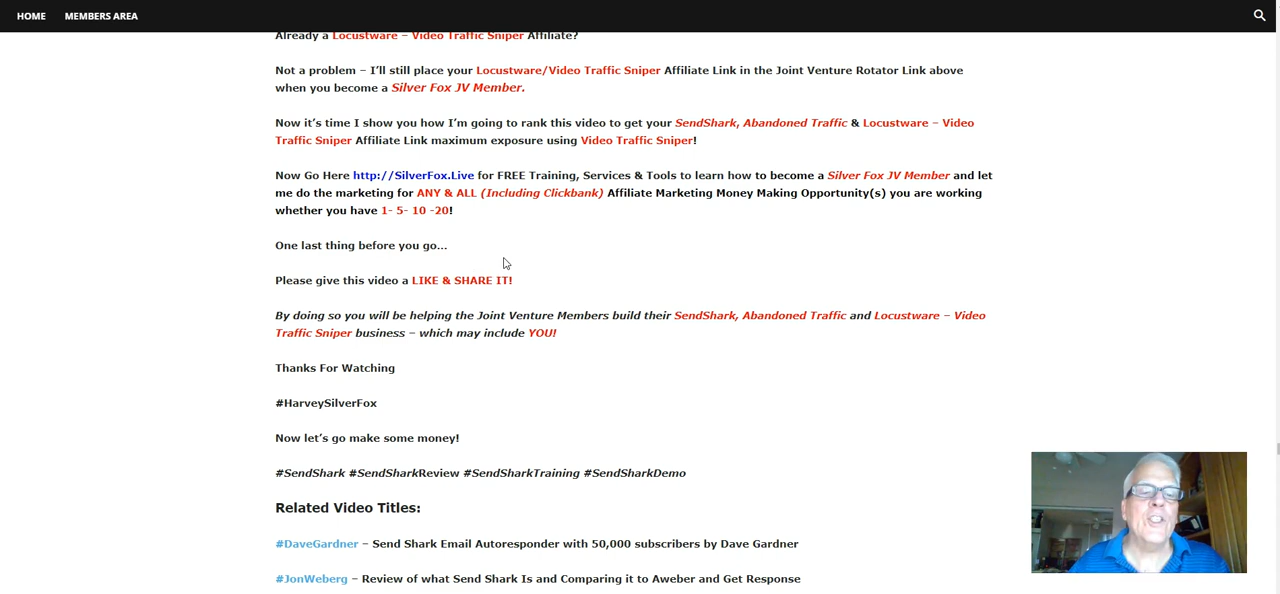 HOME MEMBERS AREA
Already a Locustware – Video Traffic Sniper Affiliate?
Not a problem – I'll still place your Locustware/Video Traffic Sniper Affiliate Link in the Joint Venture Rotator Link above
when you become a Silver Fox JV Member.
Now it's time I show you how I'm going to rank this video to get your SendShark, Abandoned Traffic & Locustware – Video
Traffic Sniper Affiliate Link maximum exposure using Video Traffic Sniper!
Now Go Here http://SilverFox.Live for FREE Training, Services & Tools to learn how to become a Silver Fox JV Member and let
me do the marketing for ANY & ALL (Including Clickbank) Affiliate Marketing Money Making Opportunity(s) you are working
whether you have 1- 5- 10 -20!
One last thing before you go...
Please give this video a LIKE & SHARE IT!
By doing so you will be helping the Joint Venture Members build their SendShark, Abandoned Traffic and Locustware – Video
Traffic Sniper business – which may include YOU!
Thanks For Watching
#HarveySilverFox
Now let's go make some money!
#SendShark #SendSharkReview #SendSharkTraining #SendSharkDemo
Related Video Titles:
#DaveGardner – Send Shark Email Autoresponder with 50,000 subscribers by Dave Gardner
#JonWeberg – Review of what Send Shark Is and Comparing it to Aweber and Get Response